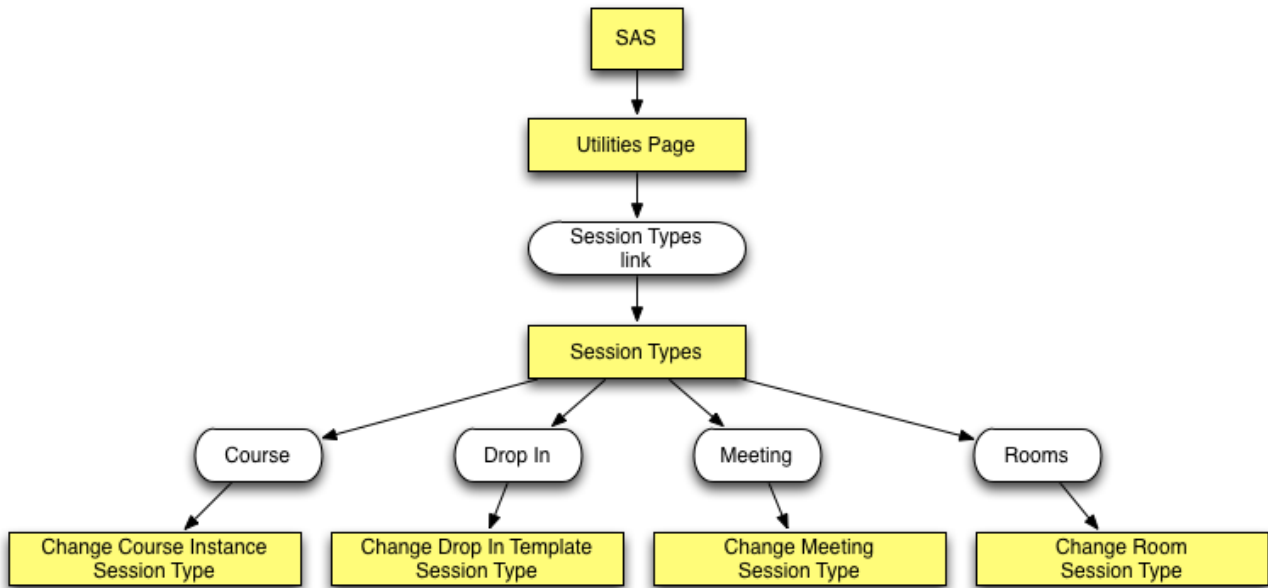 SAS
Utilities Page
Session Types
link
Session Types
Course
Drop In
Meeting
Rooms
Change Course Instance
Session Type
Change Drop In Template
Session Type
Change Meeting
Session Type
Change Room
Session Type